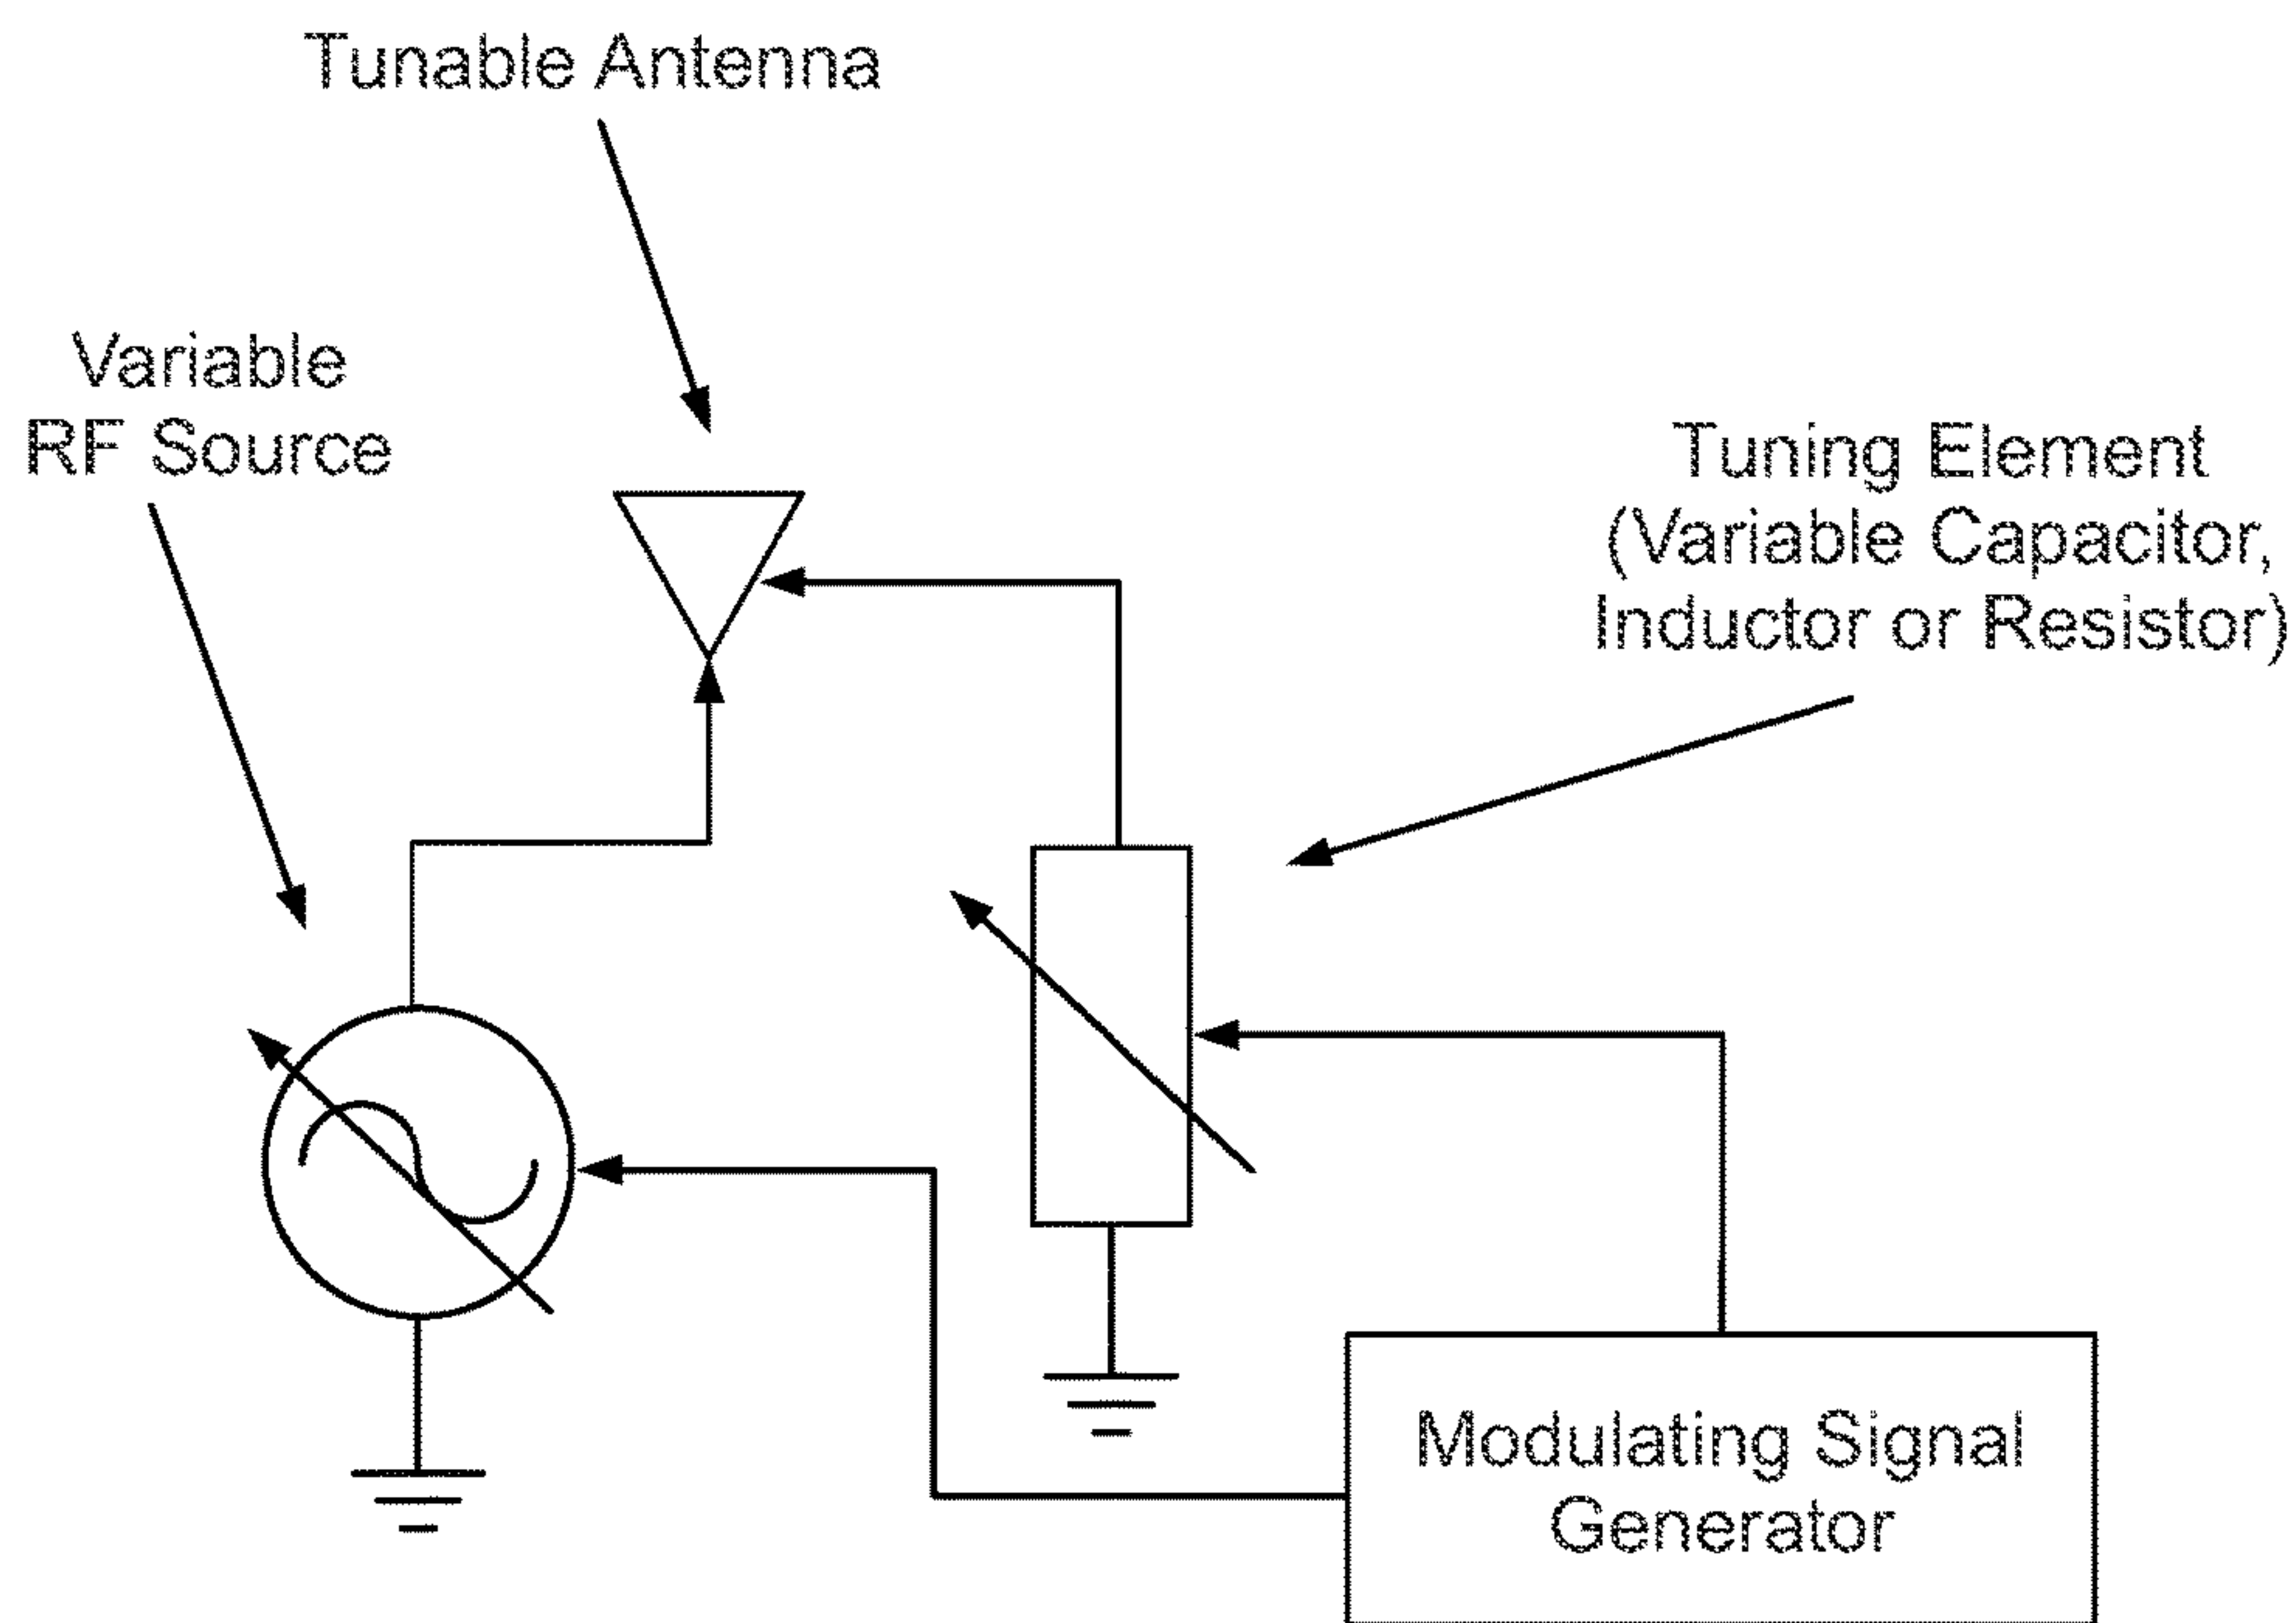 Tunable Antenna
Variable
RF Source
Tuning Element
(Variable Capacitor,
Inductor or Resistor)
Modulating Signal
Generator